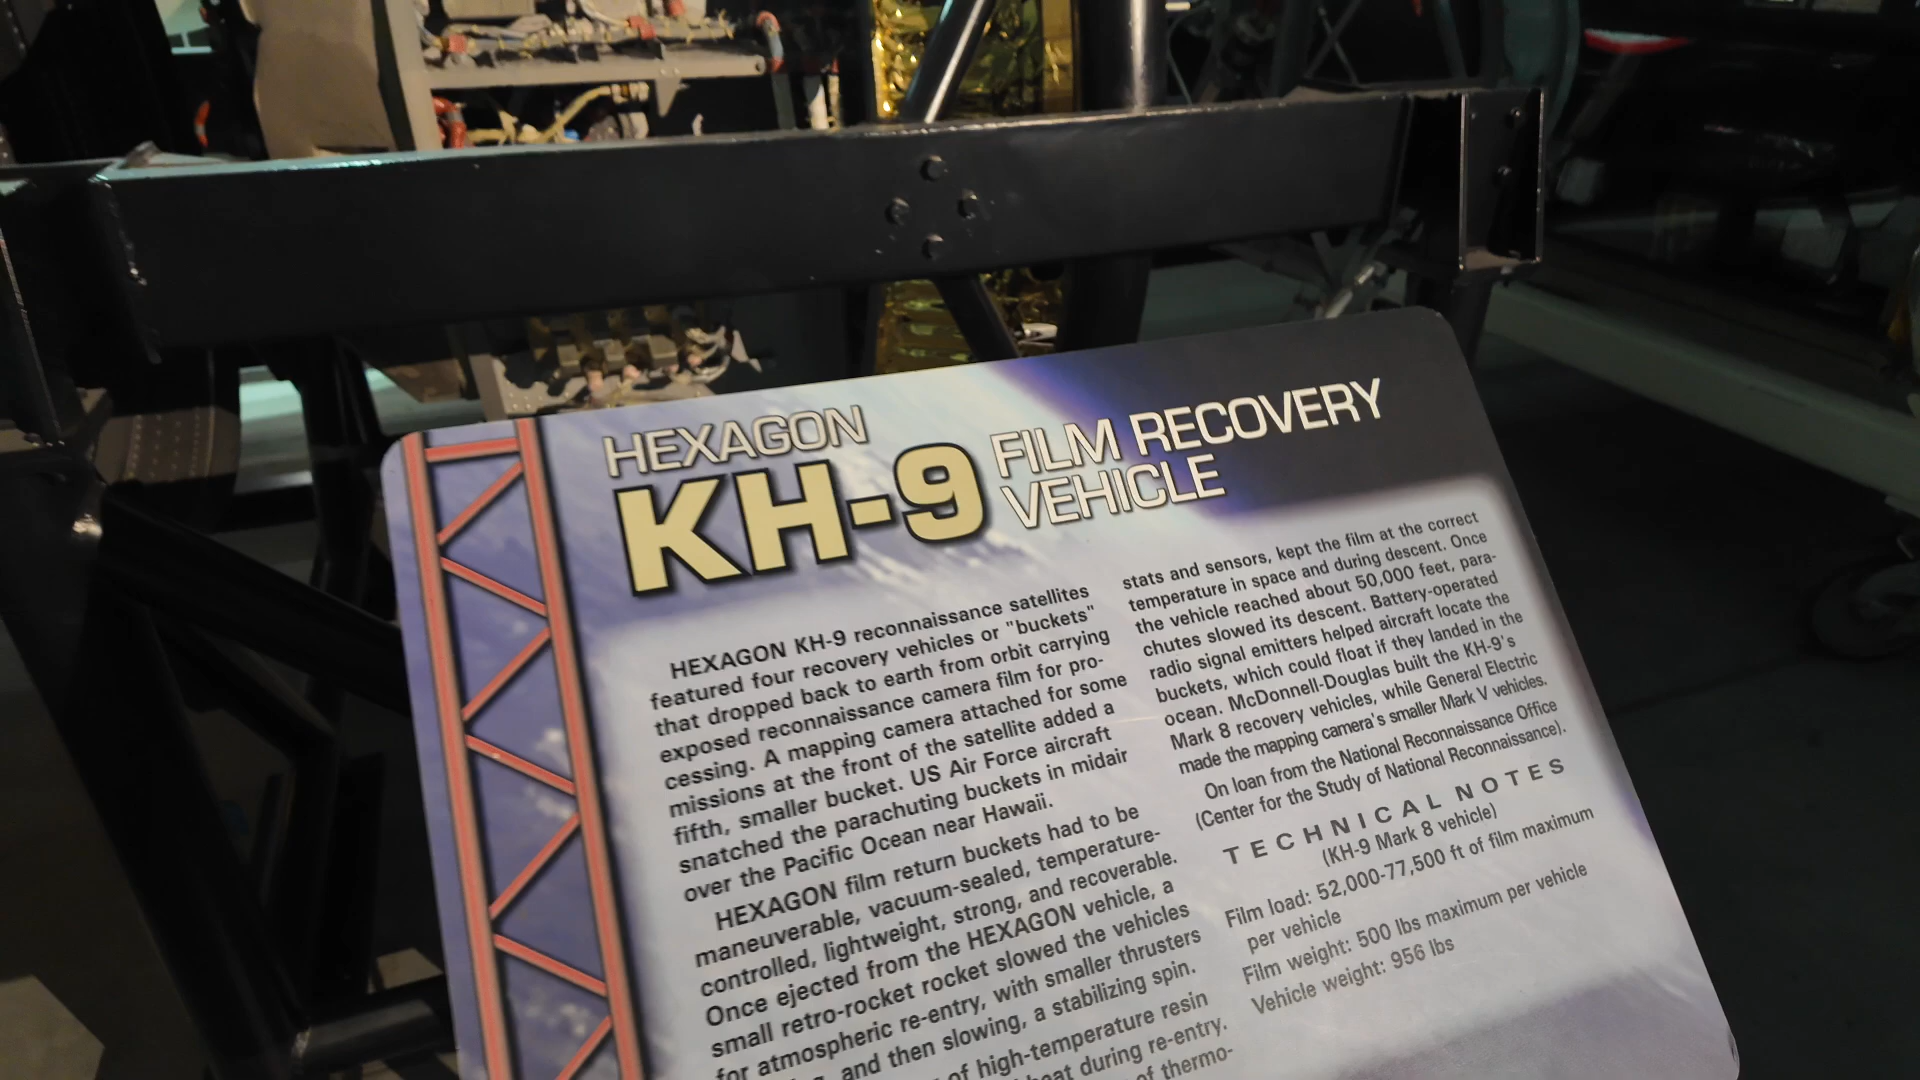 HEXAGON
KH-9
FILM RECOVERY
VEHICLE
HEXAGON KH-9 reconnaissance satellites
featured four recovery vehicles or "buckets"
that dropped back to earth from orbit carrying
exposed reconnaissance camera film for pro-
cessing. A mapping camera attached for some
missions at the front of the satellite added a
fifth, smaller bucket. US Air Force aircraft
snatched the parachuting buckets in midair
over the Pacific Ocean near Hawaii.
HEXAGON film return buckets had to be
maneuverable, vacuum-sealed, temperature-
controlled, lightweight, strong, and recoverable.
Once ejected from the HEXAGON vehicle, a
small retro-rocket rocket slowed the vehicles
for atmospheric re-entry, with smaller thrusters
and then slowing, a stabilizing spin.
of high-temperature resin
heat during re-entry.
of thermo-
stats and sensors, kept the film at the correct
temperature in space and during descent. Once
the vehicle reached about 50,000 feet, para-
chutes slowed its descent. Battery-operated
radio signal emitters helped aircraft locate the
buckets, which could float if they landed in the
ocean. McDonnell-Douglas built the KH-9's
Mark 8 recovery vehicles, while General Electric
made the mapping camera's smaller Mark V vehicles.
On loan from the National Reconnaissance Office
(Center for the Study of National Reconnaissance).
TECHNICAL NOTES
(KH-9 Mark 8 vehicle)
Film load: 52,000-77,500 ft of film maximum
per vehicle
Film weight: 500 lbs maximum per vehicle
Vehicle weight: 956 lbs